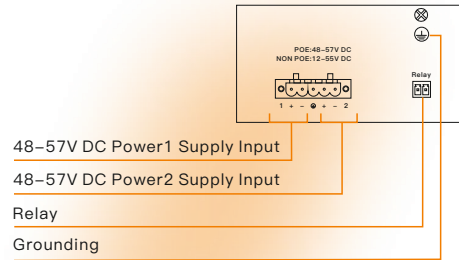 POE:48–57V DC
NON POE:12–55V DC
Relay
1 + – + – 2
48–57V DC Power1 Supply Input
48–57V DC Power2 Supply Input
Relay
Grounding